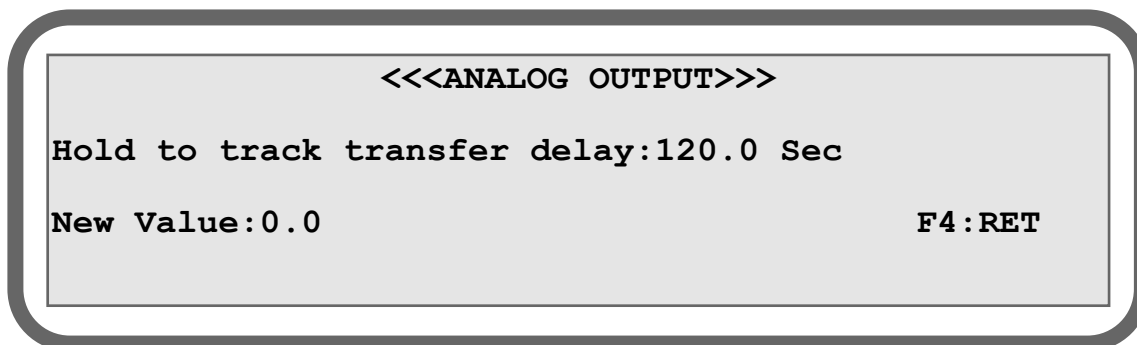 <<<ANALOG OUTPUT>>>
Hold to track transfer delay:120.0 Sec
New Value:0.0 F4:RET